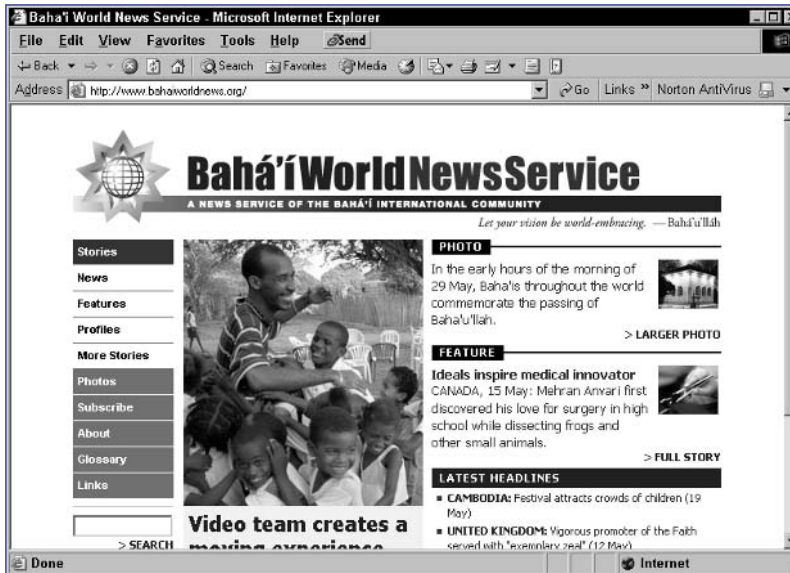 Baha'i World News Service - Microsoft Internet Explorer
File Edit View Favorites Tools Help Send
Back Search Favorites Media
Address http://www.bahaiworldnews.org/ Go Links » Norton AntiVirus
Bahá'íWorldNewsService
A NEWS SERVICE OF THE BAHÁ'Í INTERNATIONAL COMMUNITY
Let your vision be world-embracing. — Bahá'u'lláh
Stories
News
Features
Profiles
More Stories
Photos
Subscribe
About
Glossary
Links
> SEARCH
Video team creates a
moving experience
PHOTO
In the early hours of the morning of
29 May, Baha'is throughout the world
commemorate the passing of
Baha'u'llah.
> LARGER PHOTO
FEATURE
Ideals inspire medical innovator
CANADA, 15 May: Mehran Anvari first
discovered his love for surgery in high
school while dissecting frogs and
other small animals.
> FULL STORY
LATEST HEADLINES
CAMBODIA: Festival attracts crowds of children (19
May)
UNITED KINGDOM: Vigorous promoter of the Faith
served with "exemplary zeal" (12 May)
Done Internet